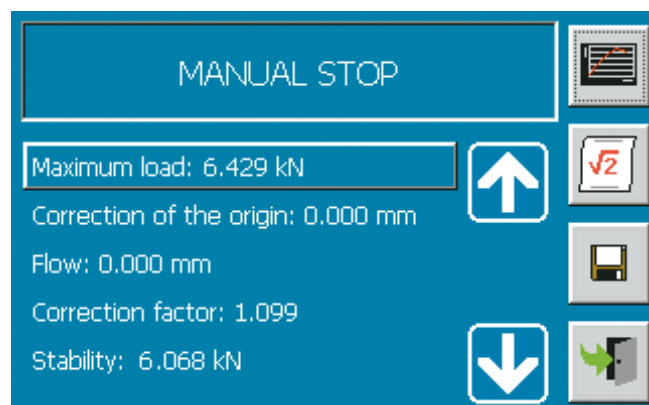 MANUAL STOP
Maximum load: 6.429 kN
Correction of the origin: 0.000 mm
Flow: 0.000 mm
Correction factor: 1.099
Stability: 6.068 kN
√2